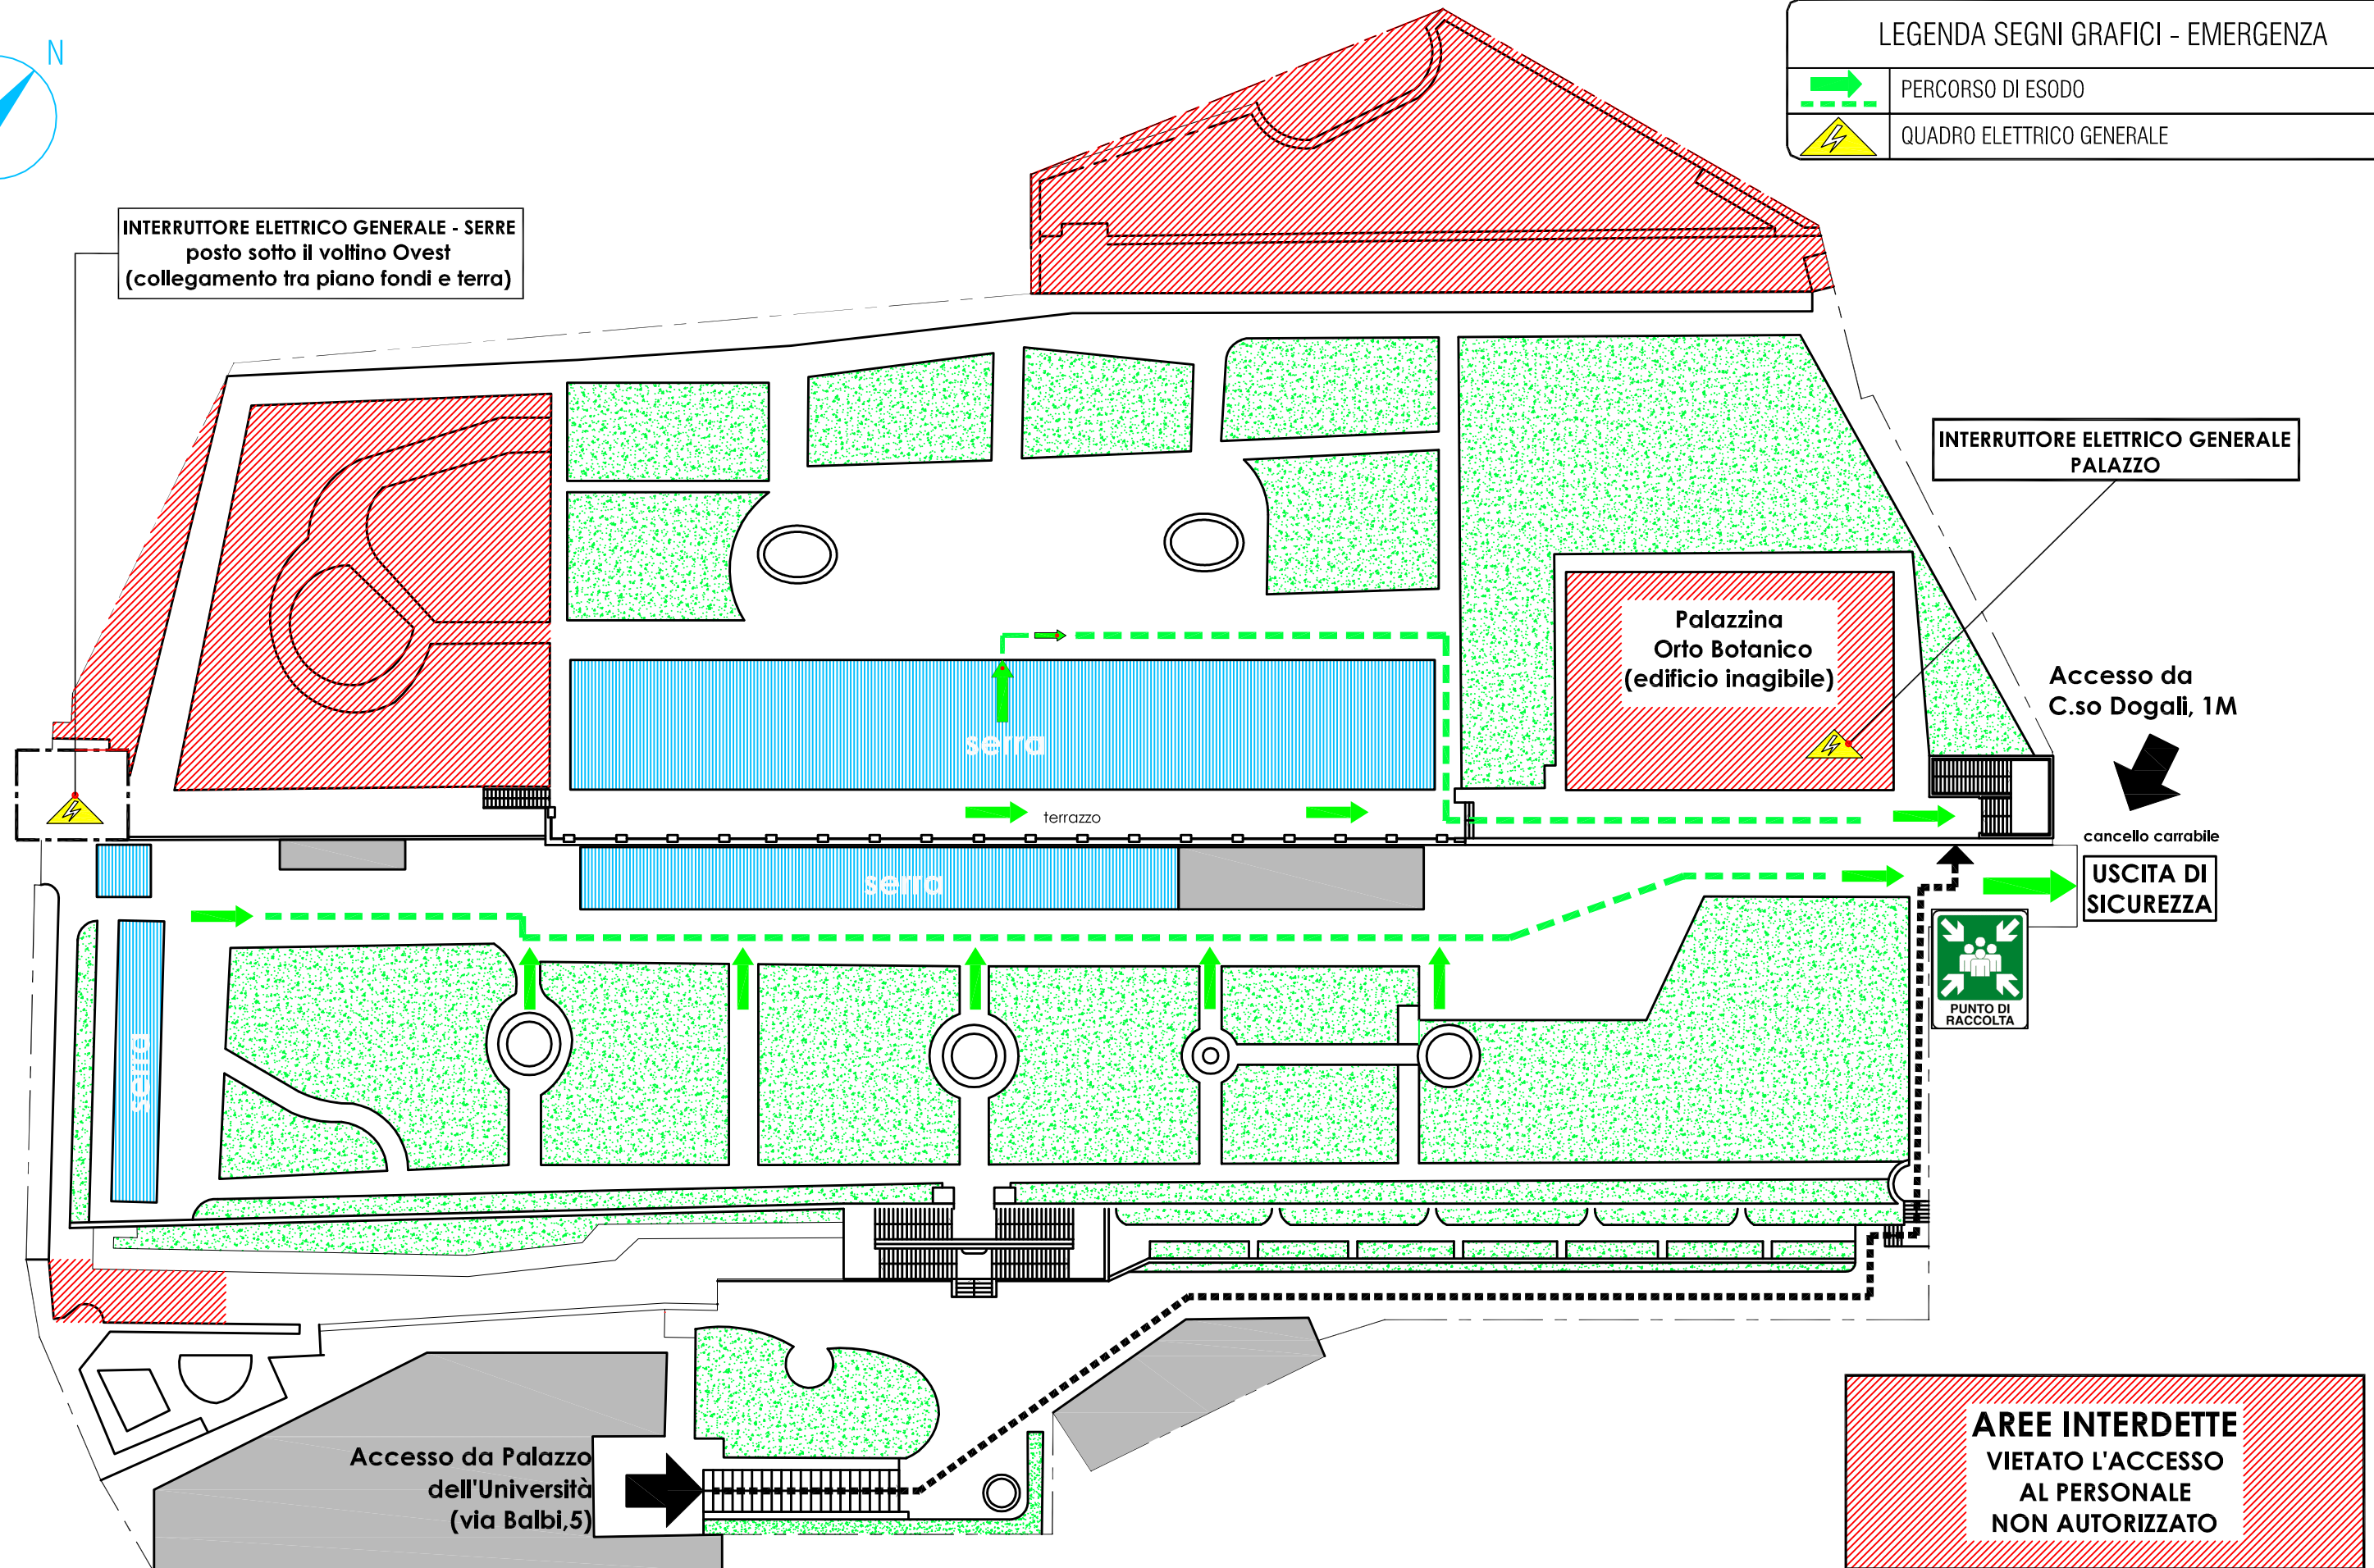 N
LEGENDA SEGNI GRAFICI - EMERGENZA
PERCORSO DI ESODO
QUADRO ELETTRICO GENERALE
INTERRUTTORE ELETTRICO GENERALE - SERRE
posto sotto il voltino Ovest
(collegamento tra piano fondi e terra)
INTERRUTTORE ELETTRICO GENERALE
PALAZZO
Palazzina
Orto Botanico
(edificio inagibile)
Accesso da
C.so Dogali, 1M
serra
terrazzo
cancello carrabile
USCITA DI
SICUREZZA
serra
PUNTO DI
RACCOLTA
serra
Accesso da Palazzo
dell'Università
(via Balbi,5)
AREE INTERDETTE
VIETATO L'ACCESSO
AL PERSONALE
NON AUTORIZZATO